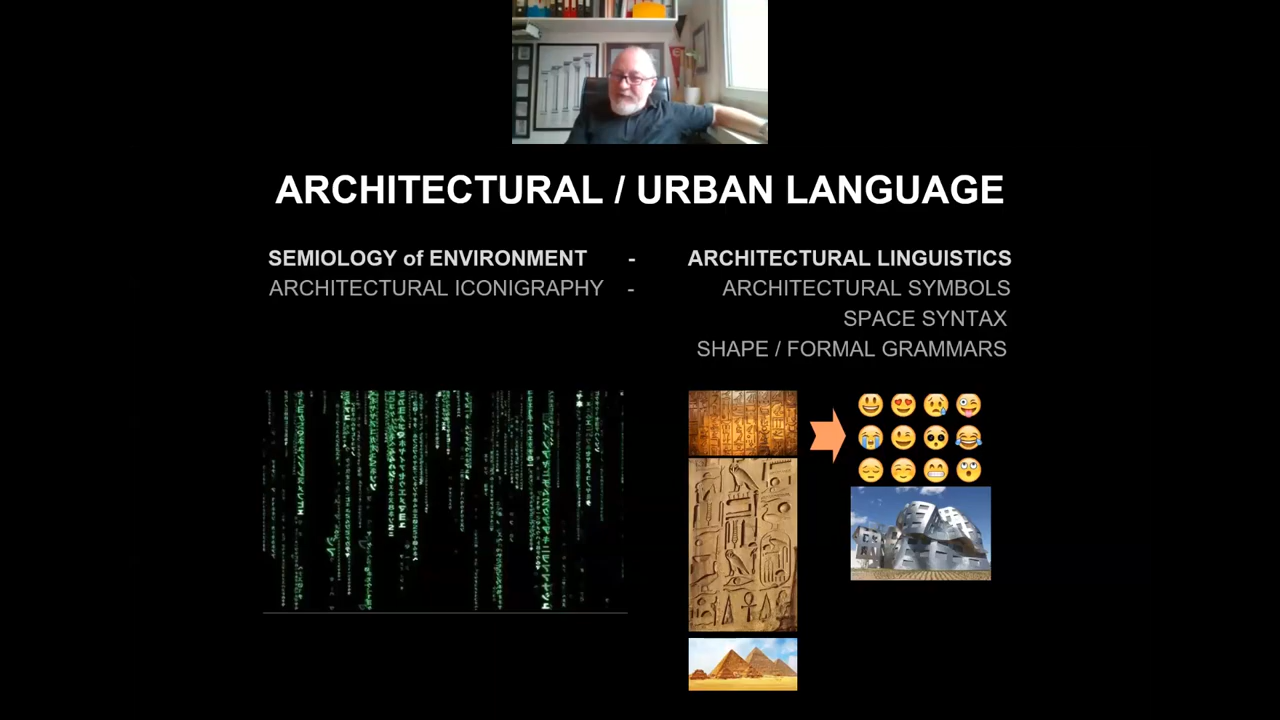 ARCHITECTURAL / URBAN LANGUAGE
SEMIOLOGY of ENVIRONMENT - ARCHITECTURAL LINGUISTICS
ARCHITECTURAL ICONIGRAPHY - ARCHITECTURAL SYMBOLS
SPACE SYNTAX
SHAPE / FORMAL GRAMMARS